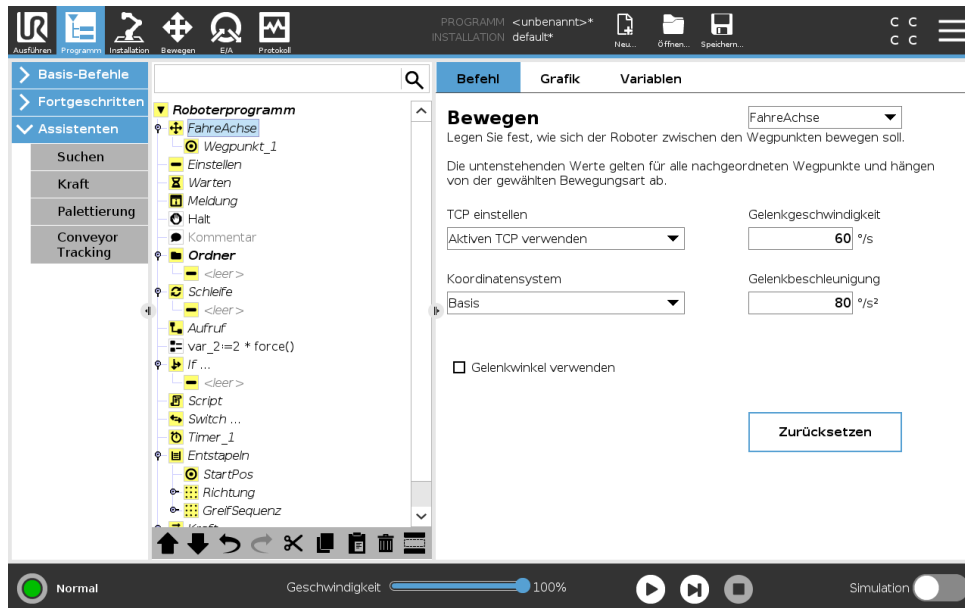 PROGRAMM <unbenannt>*
INSTALLATION default*
Ausführen Programm Installation Bewegen E/A Protokoll
Neu... Öffnen... Speichern...
C C
C C
Basis-Befehle
Fortgeschritten
Assistenten
Suchen
Kraft
Palettierung
Conveyor
Tracking
Roboterprogramm
FahreAchse
Wegpunkt_1
Einstellen
Warten
Meldung
Halt
Kommentar
Ordner
<leer>
Schleife
<leer>
Aufruf
var_2:=2 * force()
If ...
<leer>
Script
Switch ...
Timer_1
Entstapeln
StartPos
Richtung
GreifSequenz
Kraft
Befehl Grafik Variablen
Bewegen
FahreAchse
Legen Sie fest, wie sich der Roboter zwischen den Wegpunkten bewegen soll.
Die untenstehenden Werte gelten für alle nachgeordneten Wegpunkte und hängen
von der gewählten Bewegungsart ab.
TCP einstellen Gelenkgeschwindigkeit
Aktiven TCP verwenden 60 °/s
Koordinatensystem Gelenkbeschleunigung
Basis 80 °/s²
Gelenkwinkel verwenden
Zurücksetzen
Normal Geschwindigkeit 100% Simulation